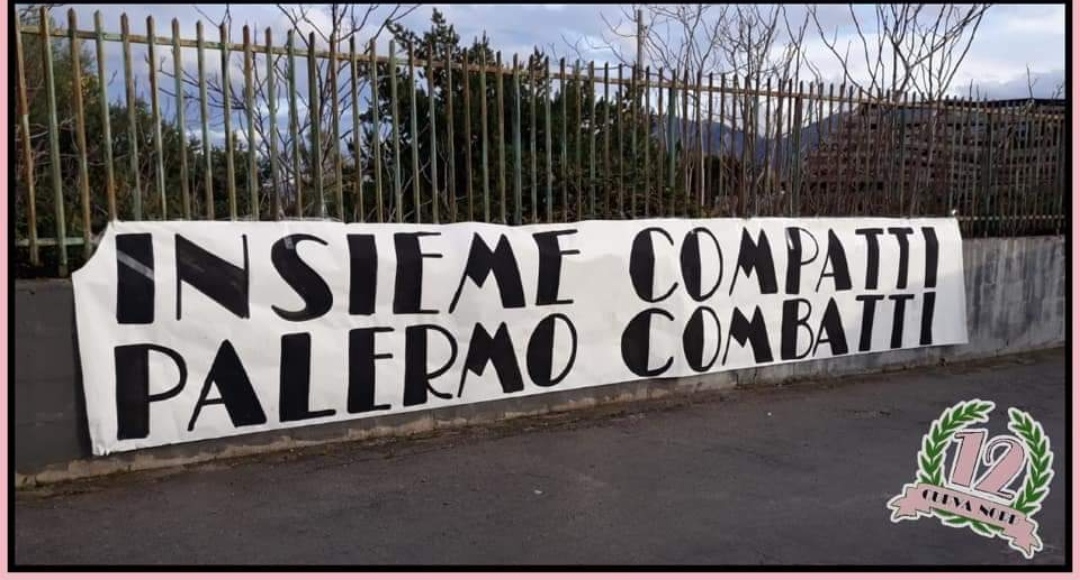 INSIEME COMPATTI
PALERMO COMBATTI
12
CURVA NORD